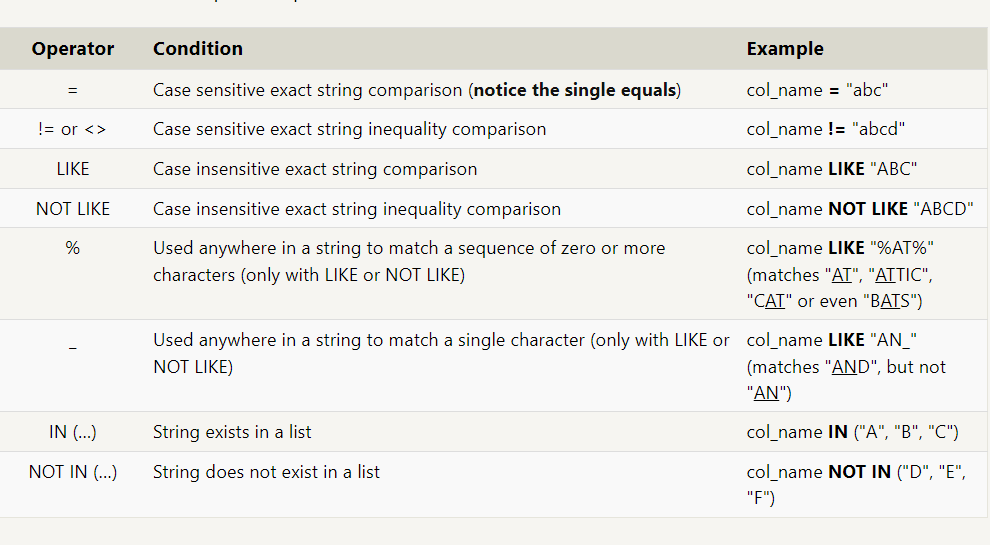 Operator Condition Example
= Case sensitive exact string comparison (notice the single equals) col_name = "abc"
!= or <> Case sensitive exact string inequality comparison col_name != "abcd"
LIKE Case insensitive exact string comparison col_name LIKE "ABC"
NOT LIKE Case insensitive exact string inequality comparison col_name NOT LIKE "ABCD"
% Used anywhere in a string to match a sequence of zero or more col_name LIKE "%AT%"
characters (only with LIKE or NOT LIKE) (matches "AT", "ATTIC",
"CAT" or even "BATS")
_ Used anywhere in a string to match a single character (only with LIKE or col_name LIKE "AN_"
NOT LIKE) (matches "AND", but not
"AN")
IN (...) String exists in a list col_name IN ("A", "B", "C")
NOT IN (...) String does not exist in a list col_name NOT IN ("D", "E",
"F")